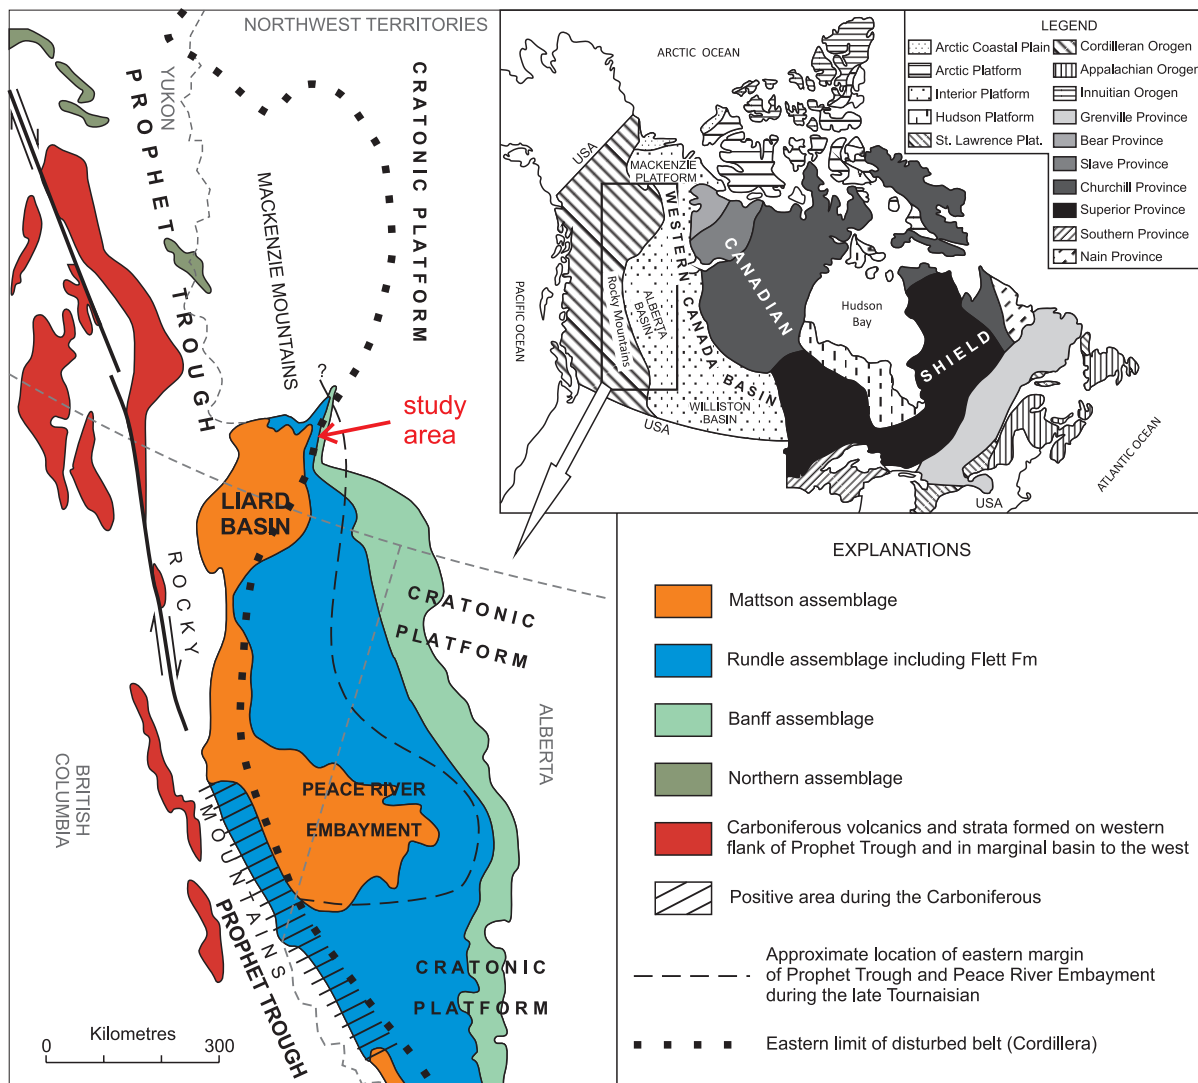 NORTHWEST TERRITORIES
YUKON
PROPHET TROUGH
MACKENZIE MOUNTAINS
CRATONIC PLATFORM
?
study
area
LIARD
BASIN
ROCKY
MOUNTAINS
CRATONIC
PLATFORM
ALBERTA
BRITISH
COLUMBIA
PEACE RIVER
EMBAYMENT
PROPHET TROUGH
CRATONIC
PLATFORM
Kilometres
0 300
ARCTIC OCEAN
USA
MACKENZIE
PLATFORM
WESTERN CANADA BASIN
CANADIAN
SHIELD
PACIFIC OCEAN
Rocky Mountains
ALBERTA
BASIN
Hudson
Bay
WILLISTON
BASIN
USA
USA
ATLANTIC OCEAN
LEGEND
Arctic Coastal Plain
Arctic Platform
Interior Platform
Hudson Platform
St. Lawrence Plat.
Cordilleran Orogen
Appalachian Orogen
Innuitian Orogen
Grenville Province
Bear Province
Slave Province
Churchill Province
Superior Province
Southern Province
Nain Province
EXPLANATIONS
Mattson assemblage
Rundle assemblage including Flett Fm
Banff assemblage
Northern assemblage
Carboniferous volcanics and strata formed on western
flank of Prophet Trough and in marginal basin to the west
Positive area during the Carboniferous
Approximate location of eastern margin
of Prophet Trough and Peace River Embayment
during the late Tournaisian
Eastern limit of disturbed belt (Cordillera)